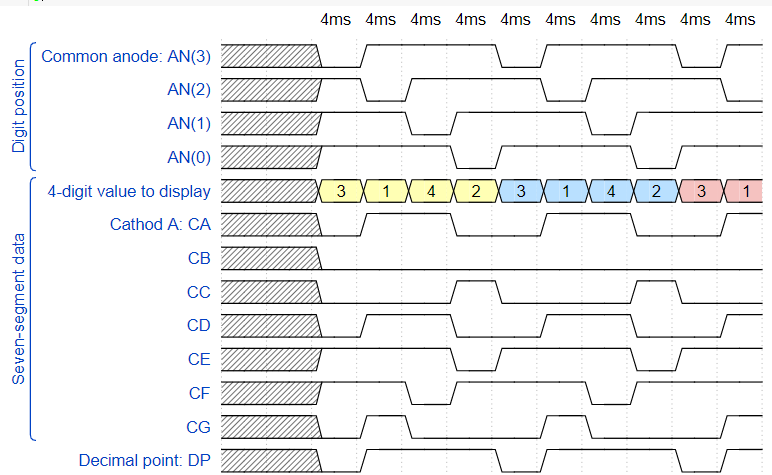 4ms 4ms 4ms 4ms 4ms 4ms 4ms 4ms 4ms 4ms
Digit position
Common anode: AN(3)
AN(2)
AN(1)
AN(0)
Seven-segment data
4-digit value to display 3 1 4 2 3 1 4 2 3 1
Cathod A: CA
CB
CC
CD
CE
CF
CG
Decimal point: DP